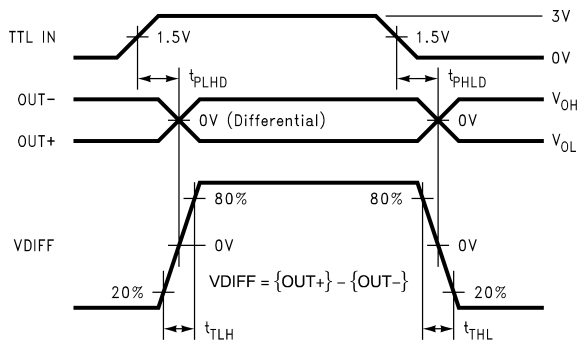 3V
TTL IN
1.5V
1.5V
0V
tPLHD
tPHLD
OUT-
VOH
0V (Differential)
0V
OUT+
VOL
80%
80%
VDIFF
0V
0V
VDIFF = {OUT+} – {OUT–}
20%
20%
tTLH
tTHL